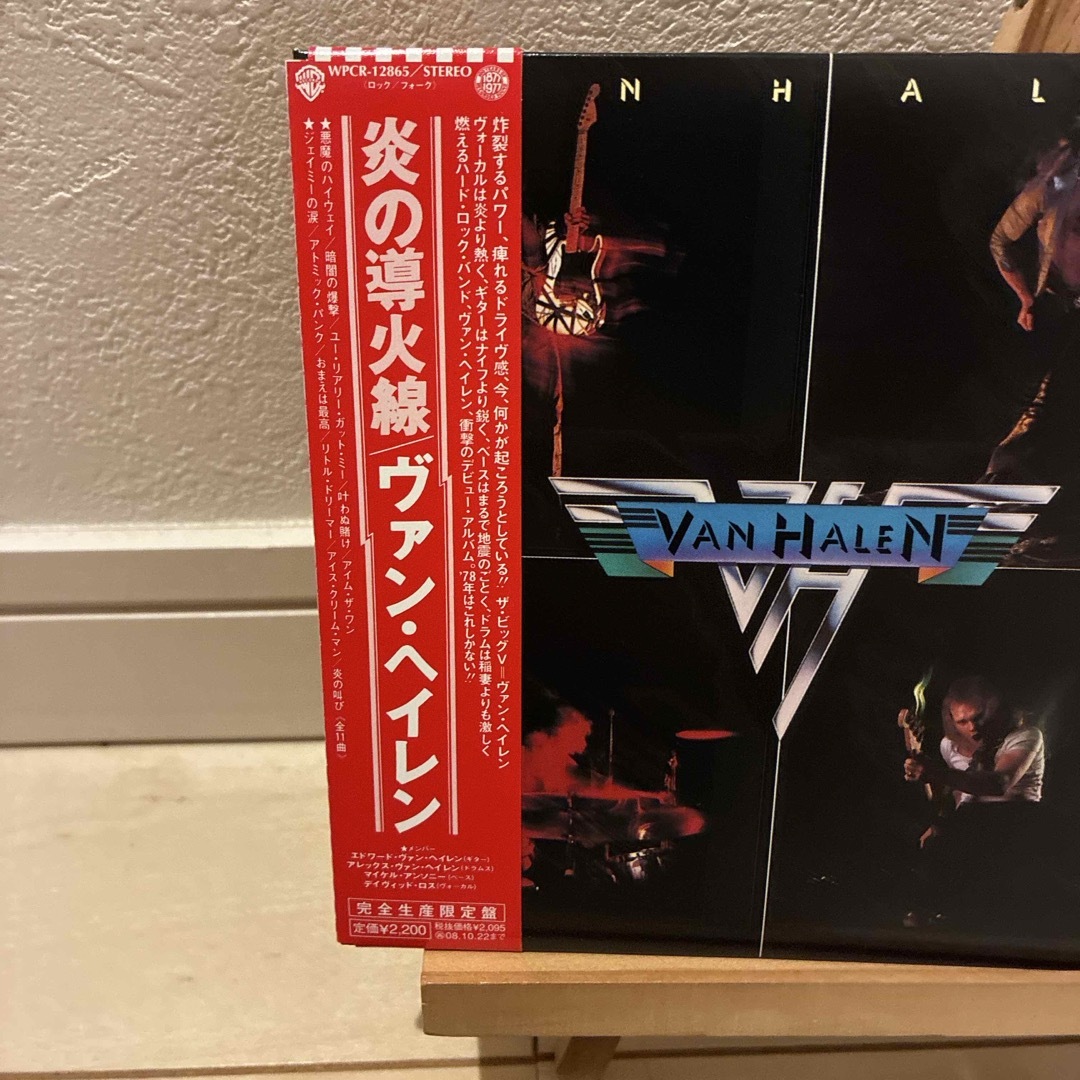 WPCR-12865/STEREO
(ロック/フォーク)
1877
1977
N HAL
炸裂するパワー、痺れるドライヴ感、今、何かが起ころうとしている!! ザ・ビッグV=ヴァン・ヘイレン
ヴォーカルは炎より熱く、ギターはナイフより鋭く、ベースはまるで地震のごとく、ドラムは稲妻よりも激しく
燃えるハード・ロック・バンド、ヴァン・ヘイレン、衝撃のデビュー・アルバム。'78年はこれしかない!!
炎の導火線/ヴァン・ヘイレン
★悪魔のハイウェイ/暗闇の爆撃/ユー・リアリー・ガット・ミー/叶わぬ賭け/アイム・ザ・ワン
★ジェイミーの涙/アトミック・パンク/おまえは最高/リトル・ドリーマー/アイス・クリーム・マン/炎の叫び《全11曲》
VAN HALEN
★メンバー
エドワード・ヴァン・ヘイレン(ギター)
アレックス・ヴァン・ヘイレン(ドラムス)
マイケル・アンソニー(ベース)
デイヴィッド・ロス(ヴォーカル)
完全生産限定盤
定価¥2,200
税抜価格¥2,095
08.10.22まで